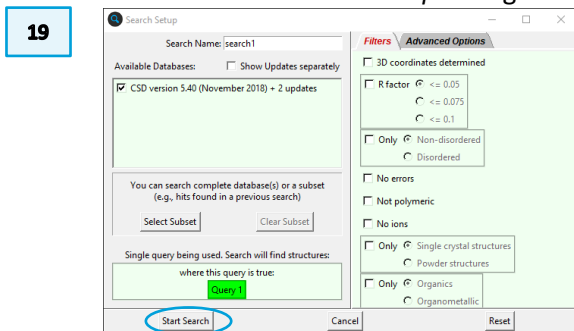 19
Search Setup
Search Name: search1
Available Databases: Show Updates separately
CSD version 5.40 (November 2018) + 2 updates
You can search complete database(s) or a subset
(e.g., hits found in a previous search)
Select Subset Clear Subset
Single query being used. Search will find structures:
where this query is true:
Query 1
Filters Advanced Options
3D coordinates determined
R factor <= 0.05
<= 0.075
<= 0.1
Only Non-disordered
Disordered
No errors
Not polymeric
No ions
Only Single crystal structures
Powder structures
Only Organics
Organometallic
Start Search Cancel Reset